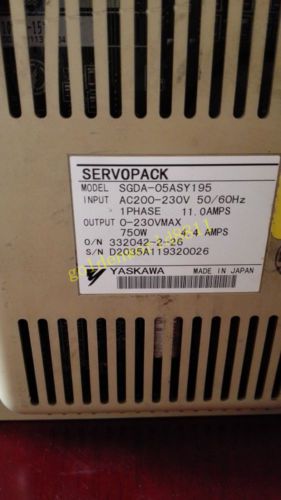 SERVOPACK
MODEL SGDA-05ASY195
INPUT AC200-230V 50/60Hz
1PHASE 11.0AMPS
OUTPUT 0-230VMAX
750W 4.4 AMPS
O/N 332042-2-26
S/N D2035A119320026
YASKAWA MADE IN JAPAN